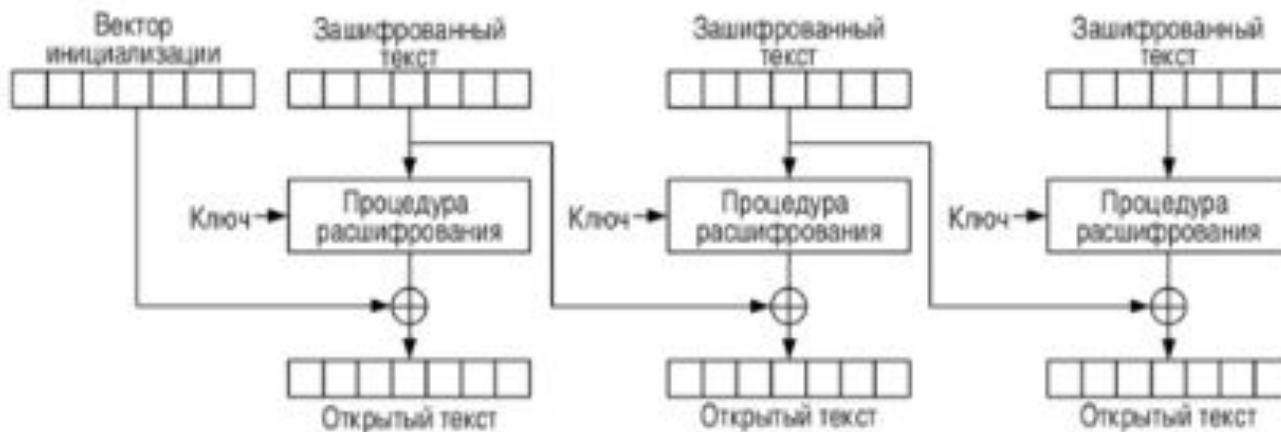 Вектор
инициализации
Зашифрованный
текст
Зашифрованный
текст
Зашифрованный
текст
Ключ
Процедура
расшифрования
Ключ
Процедура
расшифрования
Ключ
Процедура
расшифрования
Открытый текст
Открытый текст
Открытый текст